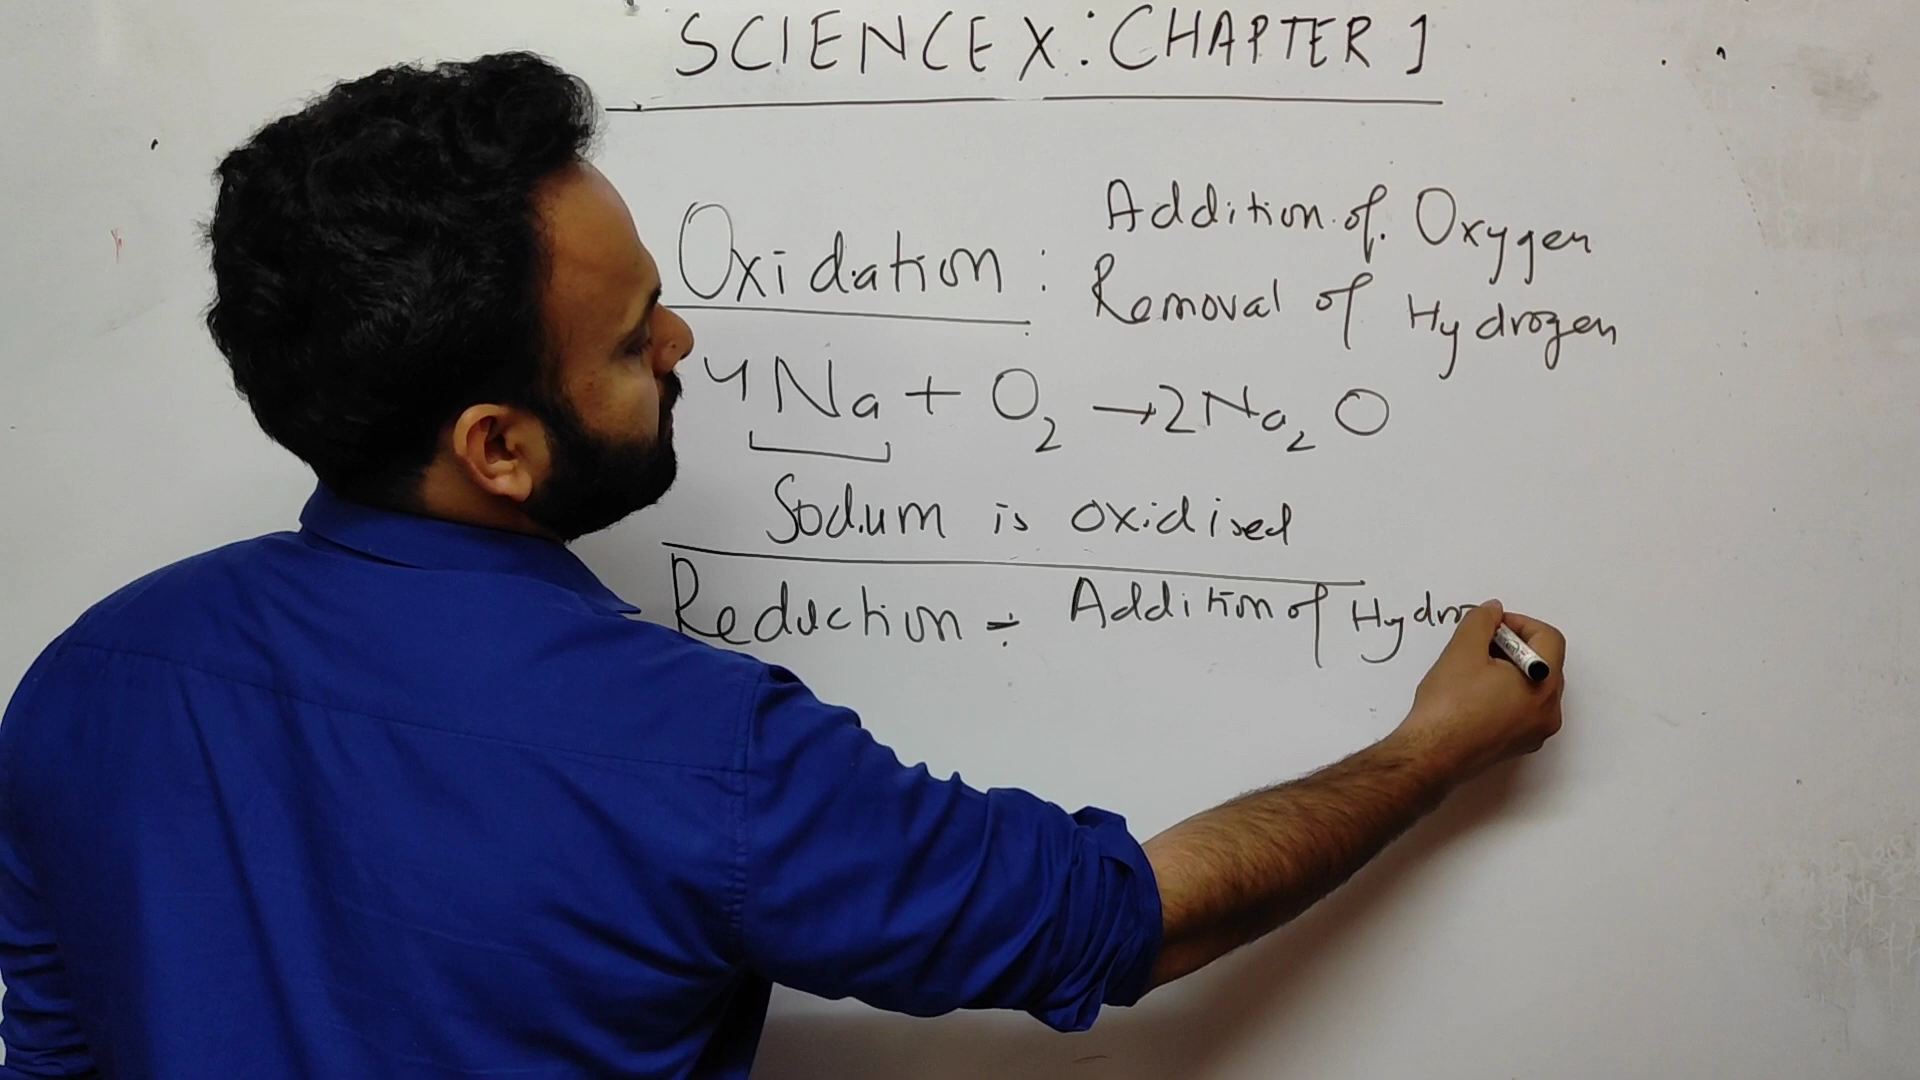 SCIENCE X : CHAPTER 1
Oxidation : Addition of Oxygen
Removal of Hydrogen
4Na + O2 → 2Na2O
Sodium is oxidised
Reduction :- Addition of Hydro